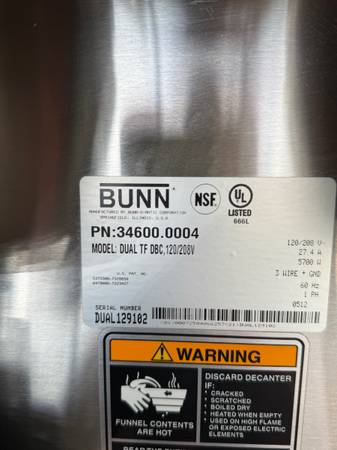 BUNN®
MANUFACTURED BY BUNN-O-MATIC CORPORATION
SPRINGFIELD, ILLINOIS, U.S.A.
NSF®
UL
LISTED
666L
PN:34600.0004
MODEL: DUAL TF DBC,120/208V
120/208 V~
27.4 A
5700 W
3 WIRE + GND
60 Hz
1 PH
0512
U.S. PAT. NO.
SERIAL NUMBER
DUAL129102
WARNING
FUNNEL CONTENTS
ARE HOT
DISCARD DECANTER
IF:
• CRACKED
• SCRATCHED
• BOILED DRY
• HEATED WHEN EMPTY
• USED ON HIGH FLAME
OR EXPOSED ELECTRIC
ELEMENTS